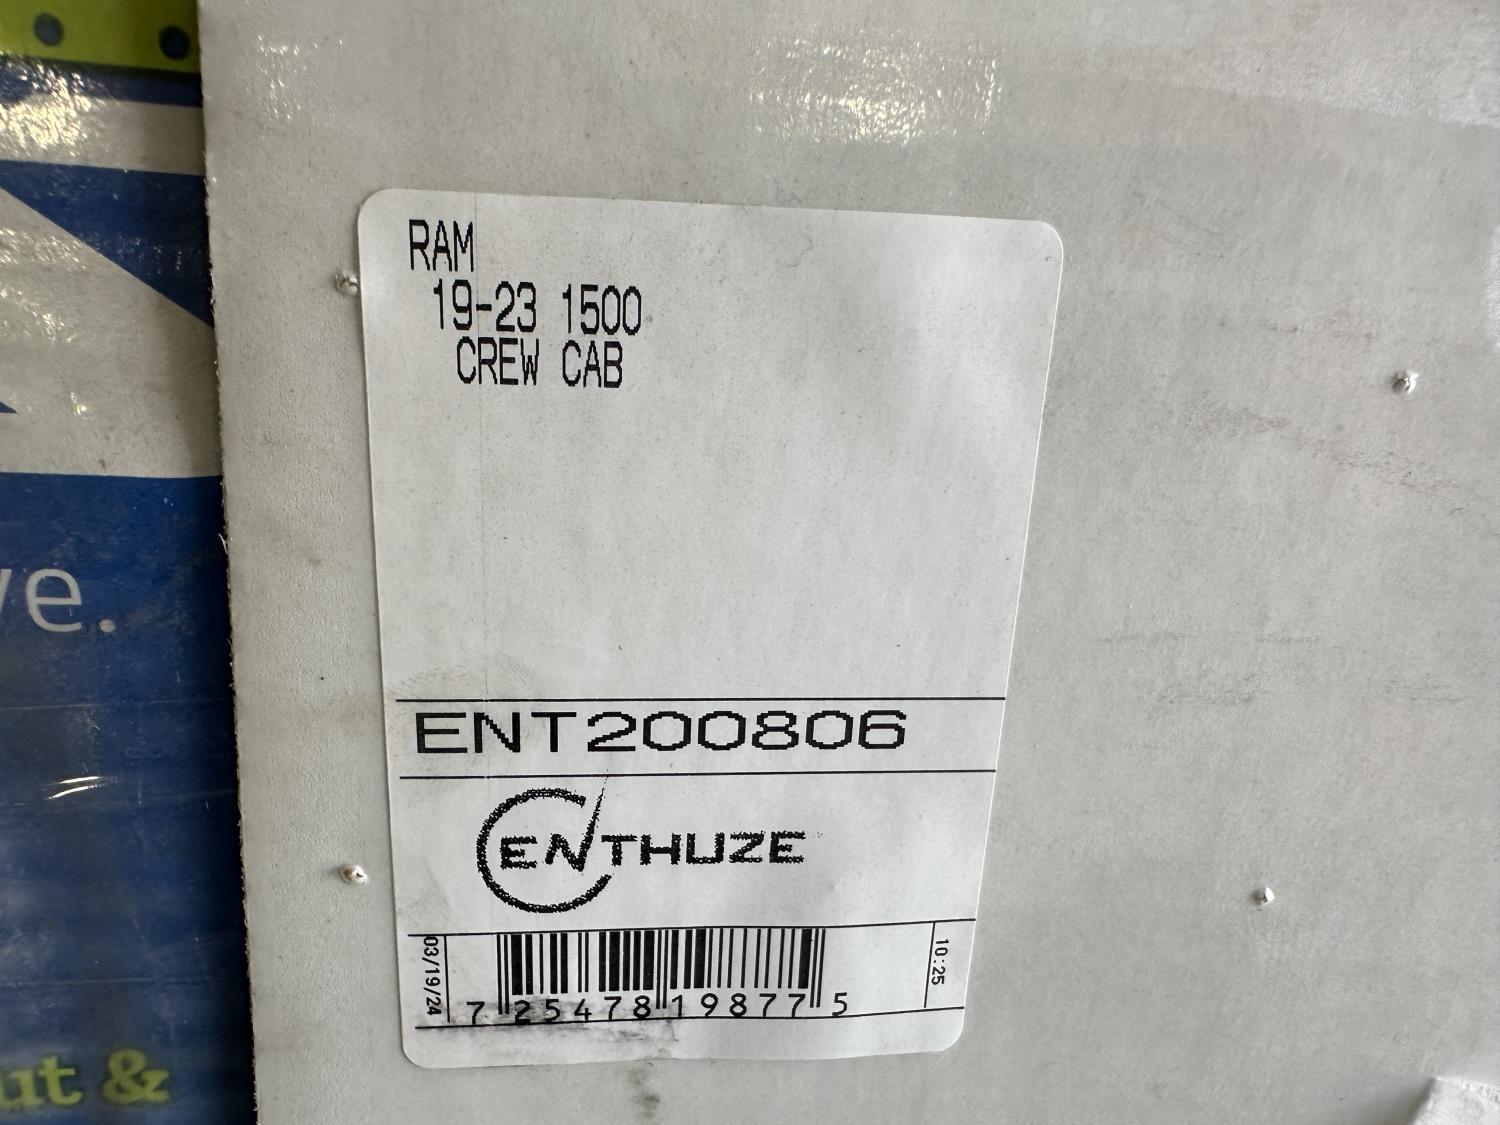 RAM
19-23 1500
CREW CAB
ENT200806
ENTHUZE
03/19/24
10:25
7 25478 19877 5
ve.
ut &